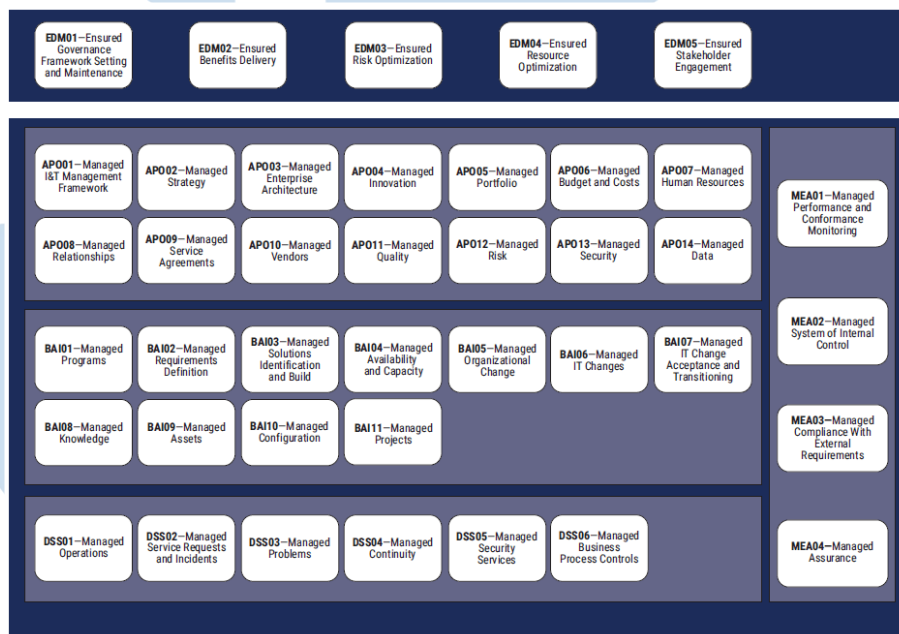 EDM01—Ensured
Governance
Framework Setting
and Maintenance
EDM02—Ensured
Benefits Delivery
EDM03—Ensured
Risk Optimization
EDM04—Ensured
Resource
Optimization
EDM05—Ensured
Stakeholder
Engagement
APO01—Managed
I&T Management
Framework
APO02—Managed
Strategy
APO03—Managed
Enterprise
Architecture
APO04—Managed
Innovation
APO05—Managed
Portfolio
APO06—Managed
Budget and Costs
APO07—Managed
Human Resources
APO08—Managed
Relationships
APO09—Managed
Service
Agreements
APO10—Managed
Vendors
APO11—Managed
Quality
APO12—Managed
Risk
APO13—Managed
Security
APO14—Managed
Data
BAI01—Managed
Programs
BAI02—Managed
Requirements
Definition
BAI03—Managed
Solutions
Identification
and Build
BAI04—Managed
Availability
and Capacity
BAI05—Managed
Organizational
Change
BAI06—Managed
IT Changes
BAI07—Managed
IT Change
Acceptance and
Transitioning
BAI08—Managed
Knowledge
BAI09—Managed
Assets
BAI10—Managed
Configuration
BAI11—Managed
Projects
DSS01—Managed
Operations
DSS02—Managed
Service Requests
and Incidents
DSS03—Managed
Problems
DSS04—Managed
Continuity
DSS05—Managed
Security
Services
DSS06—Managed
Business
Process Controls
MEA01—Managed
Performance and
Conformance
Monitoring
MEA02—Managed
System of Internal
Control
MEA03—Managed
Compliance With
External
Requirements
MEA04—Managed
Assurance